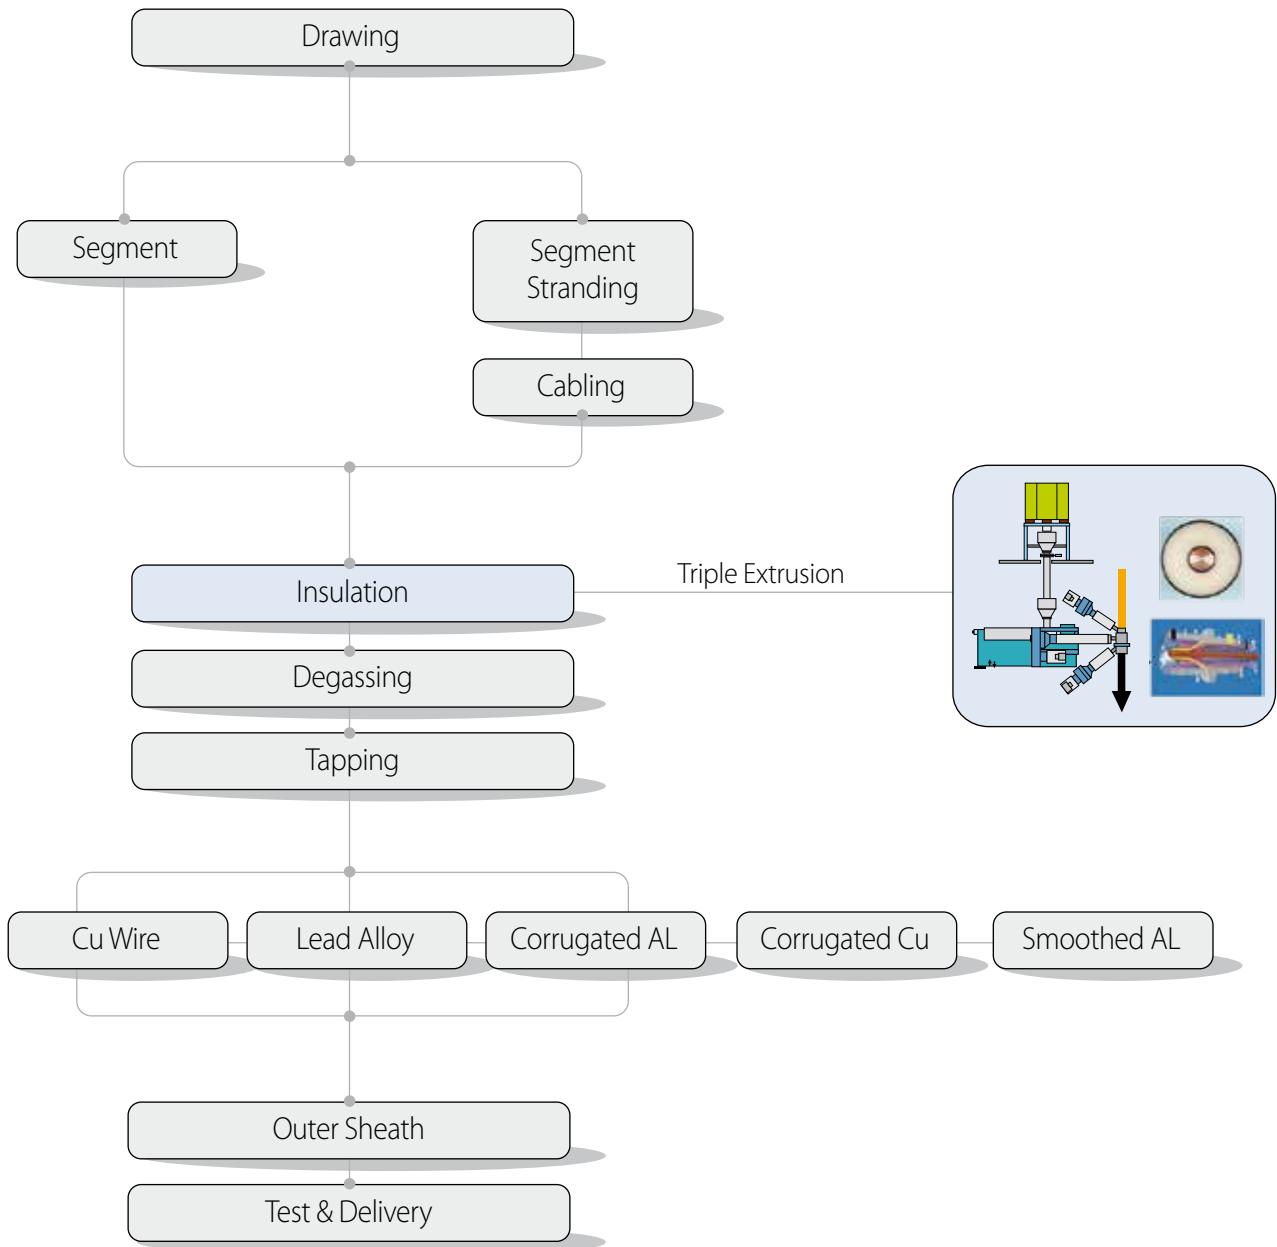 Drawing
Segment
Segment
Stranding
Cabling
Insulation
Triple Extrusion
Degassing
Tapping
Cu Wire
Lead Alloy
Corrugated AL
Corrugated Cu
Smoothed AL
Outer Sheath
Test & Delivery